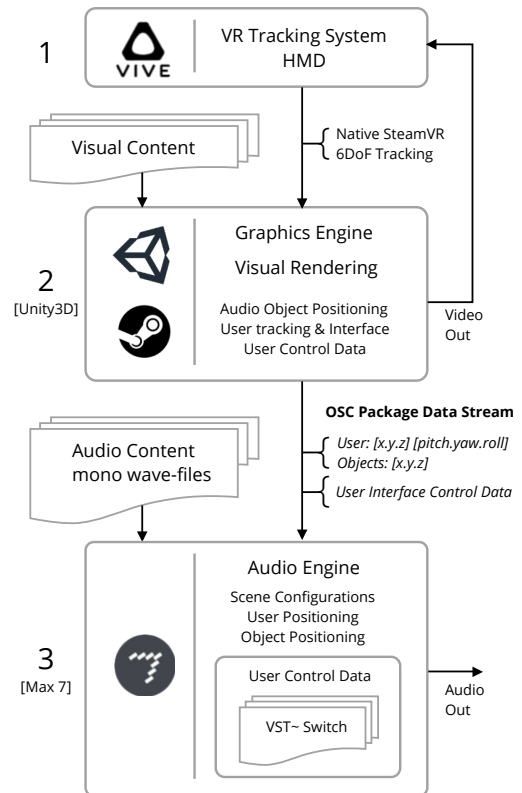 1
VIVE
VR Tracking System
HMD
Visual Content
Native SteamVR
6DoF Tracking
2
[Unity3D]
Graphics Engine
Visual Rendering
Audio Object Positioning
User tracking & Interface
User Control Data
Video
Out
OSC Package Data Stream
User: [x.y.z] [pitch.yaw.roll]
Objects: [x.y.z]
User Interface Control Data
Audio Content
mono wave-files
3
[Max 7]
Audio Engine
Scene Configurations
User Positioning
Object Positioning
User Control Data
VST~ Switch
Audio
Out